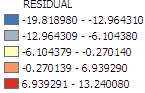 RESIDUAL
-19.818980 - -12.964310
-12.964309 - -6.104380
-6.104379 - -0.270140
-0.270139 - 6.939290
6.939291 - 13.240080